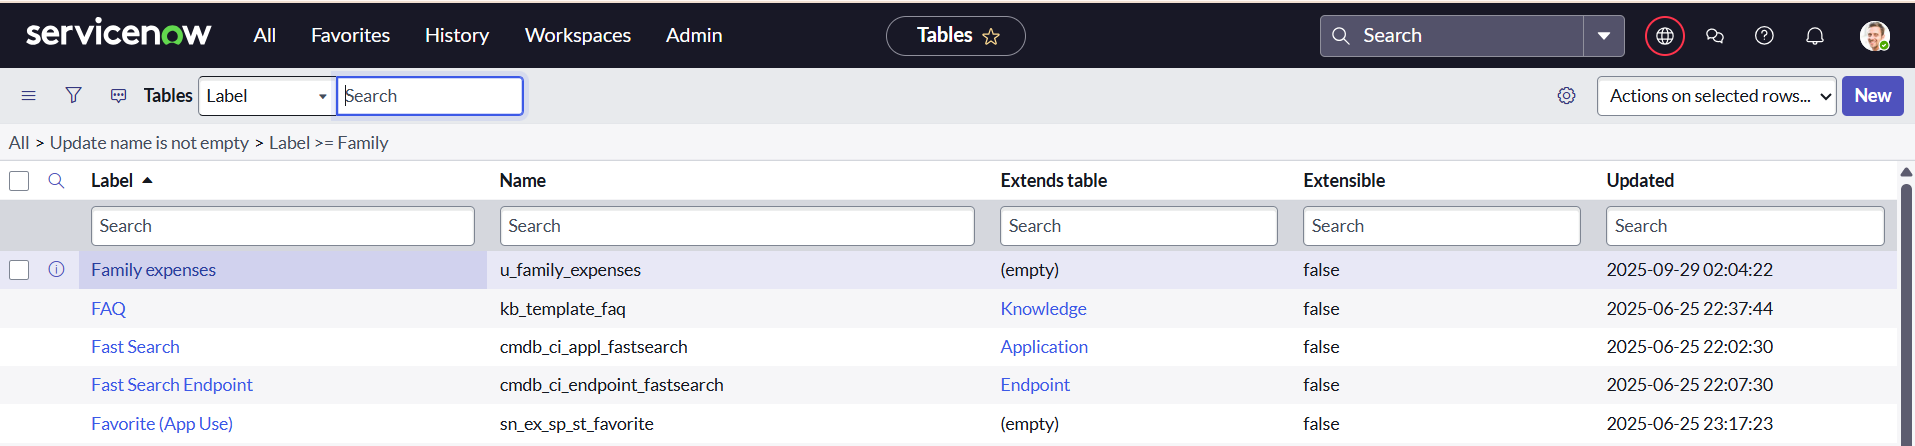 servicenow All Favorites History Workspaces Admin Tables Search
Tables Label Search Actions on selected rows... New
All > Update name is not empty > Label >= Family
Label Name Extends table Extensible Updated
Search Search Search Search Search
Family expenses u_family_expenses (empty) false 2025-09-29 02:04:22
FAQ kb_template_faq Knowledge false 2025-06-25 22:37:44
Fast Search cmdb_ci_appl_fastsearch Application false 2025-06-25 22:02:30
Fast Search Endpoint cmdb_ci_endpoint_fastsearch Endpoint false 2025-06-25 22:07:30
Favorite (App Use) sn_ex_sp_st_favorite (empty) false 2025-06-25 23:17:23